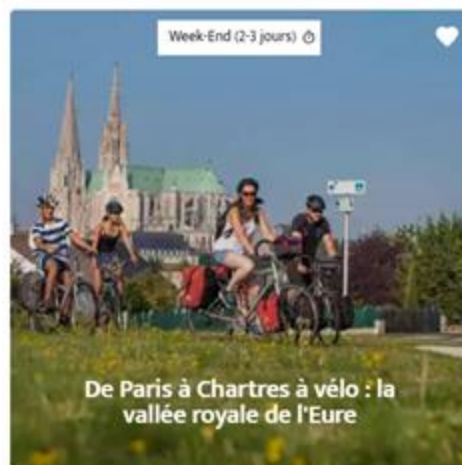 Week-End (2-3 jours)
De Paris à Chartres à vélo : la
vallée royale de l'Eure